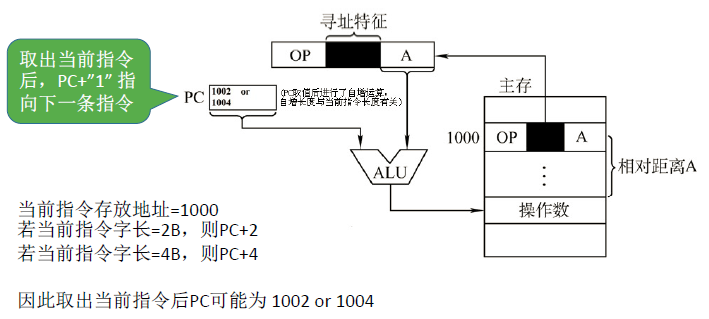 寻址特征
OP
A
取出当前指令
后，PC+”1” 指
向下一条指令
PC
1002 or
1004
(PC取值后进行了自增运算，
自增长度与当前指令长度有关)
主存
1000
OP
A
ALU
⋮
相对距离A
操作数
当前指令存放地址=1000
若当前指令字长=2B，则PC+2
若当前指令字长=4B，则PC+4
因此取出当前指令后PC可能为 1002 or 1004